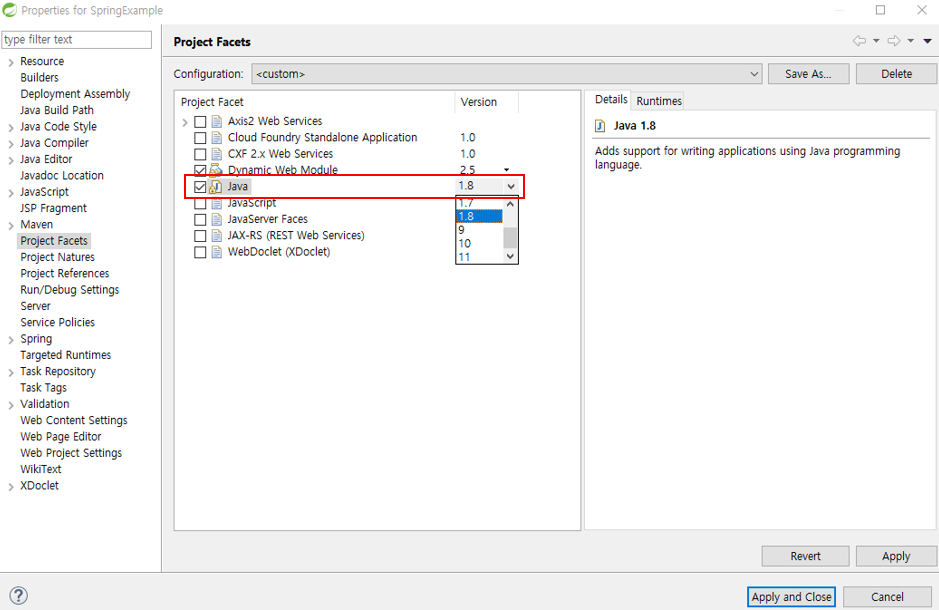 Properties for SpringExample
type filter text
Resource
Builders
Deployment Assembly
Java Build Path
Java Code Style
Java Compiler
Java Editor
Javadoc Location
JavaScript
JSP Fragment
Maven
Project Facets
Project Natures
Project References
Run/Debug Settings
Server
Service Policies
Spring
Targeted Runtimes
Task Repository
Task Tags
Validation
Web Content Settings
Web Page Editor
Web Project Settings
WikiText
XDoclet
Project Facets
Configuration: <custom> Save As... Delete
Project Facet Version
Axis2 Web Services
Cloud Foundry Standalone Application 1.0
CXF 2.x Web Services 1.0
Dynamic Web Module 2.5
Java 1.8
JavaScript
JavaServer Faces
JAX-RS (REST Web Services)
WebDoclet (XDoclet)
1.7
1.8
9
10
11
Details Runtimes
Java 1.8
Adds support for writing applications using Java programming
language.
Revert Apply
? Apply and Close Cancel